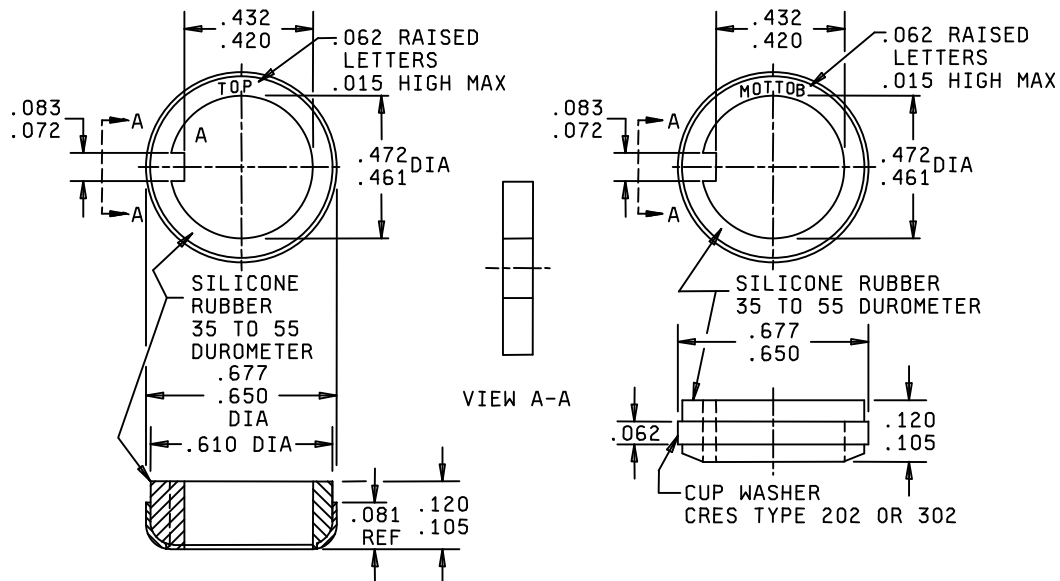 .432
.420
.062 RAISED
LETTERS
.015 HIGH MAX
TOP
.083
.072
A
A
A
.472
.461
DIA
SILICONE
RUBBER
35 TO 55
DUROMETER
.677
.650
DIA
.610 DIA
.081
REF
.120
.105
VIEW A-A
.432
.420
.062 RAISED
LETTERS
.015 HIGH MAX
MOTTOB
.083
.072
A
A
.472
.461
DIA
SILICONE RUBBER
35 TO 55 DUROMETER
.677
.650
.062
.120
.105
CUP WASHER
CRES TYPE 202 OR 302